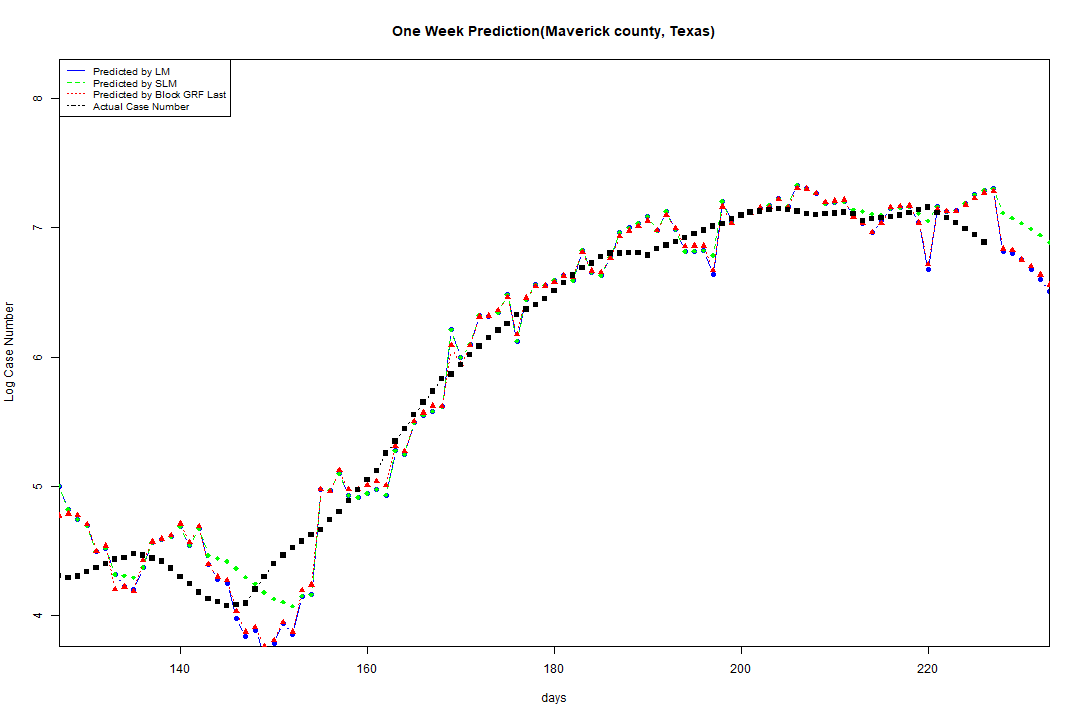 One Week Prediction(Maverick county, Texas)
Predicted by LM
Predicted by SLM
Predicted by Block GRF Last
Actual Case Number
8
7
6
5
4
Log Case Number
140 160 180 200 220
days